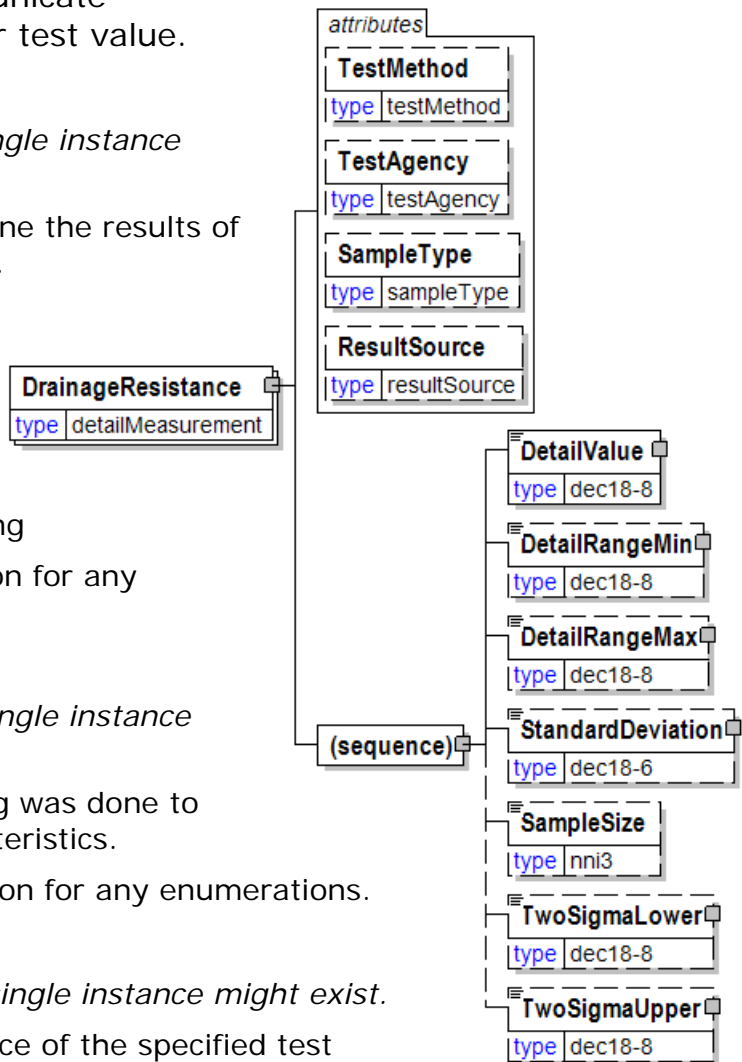 unicate
r test value.
ngle instance
ne the results of
DrainageResistance
type detailMeasurement
ng
on for any
ngle instance
g was done to
teristics.
on for any enumerations.
single instance might exist.
ce of the specified test
attributes
TestMethod
type testMethod
TestAgency
type testAgency
SampleType
type sampleType
ResultSource
type resultSource
(sequence)
DetailValue
type dec18-8
DetailRangeMin
type dec18-8
DetailRangeMax
type dec18-8
StandardDeviation
type dec18-6
SampleSize
type nni3
TwoSigmaLower
type dec18-8
TwoSigmaUpper
type dec18-8